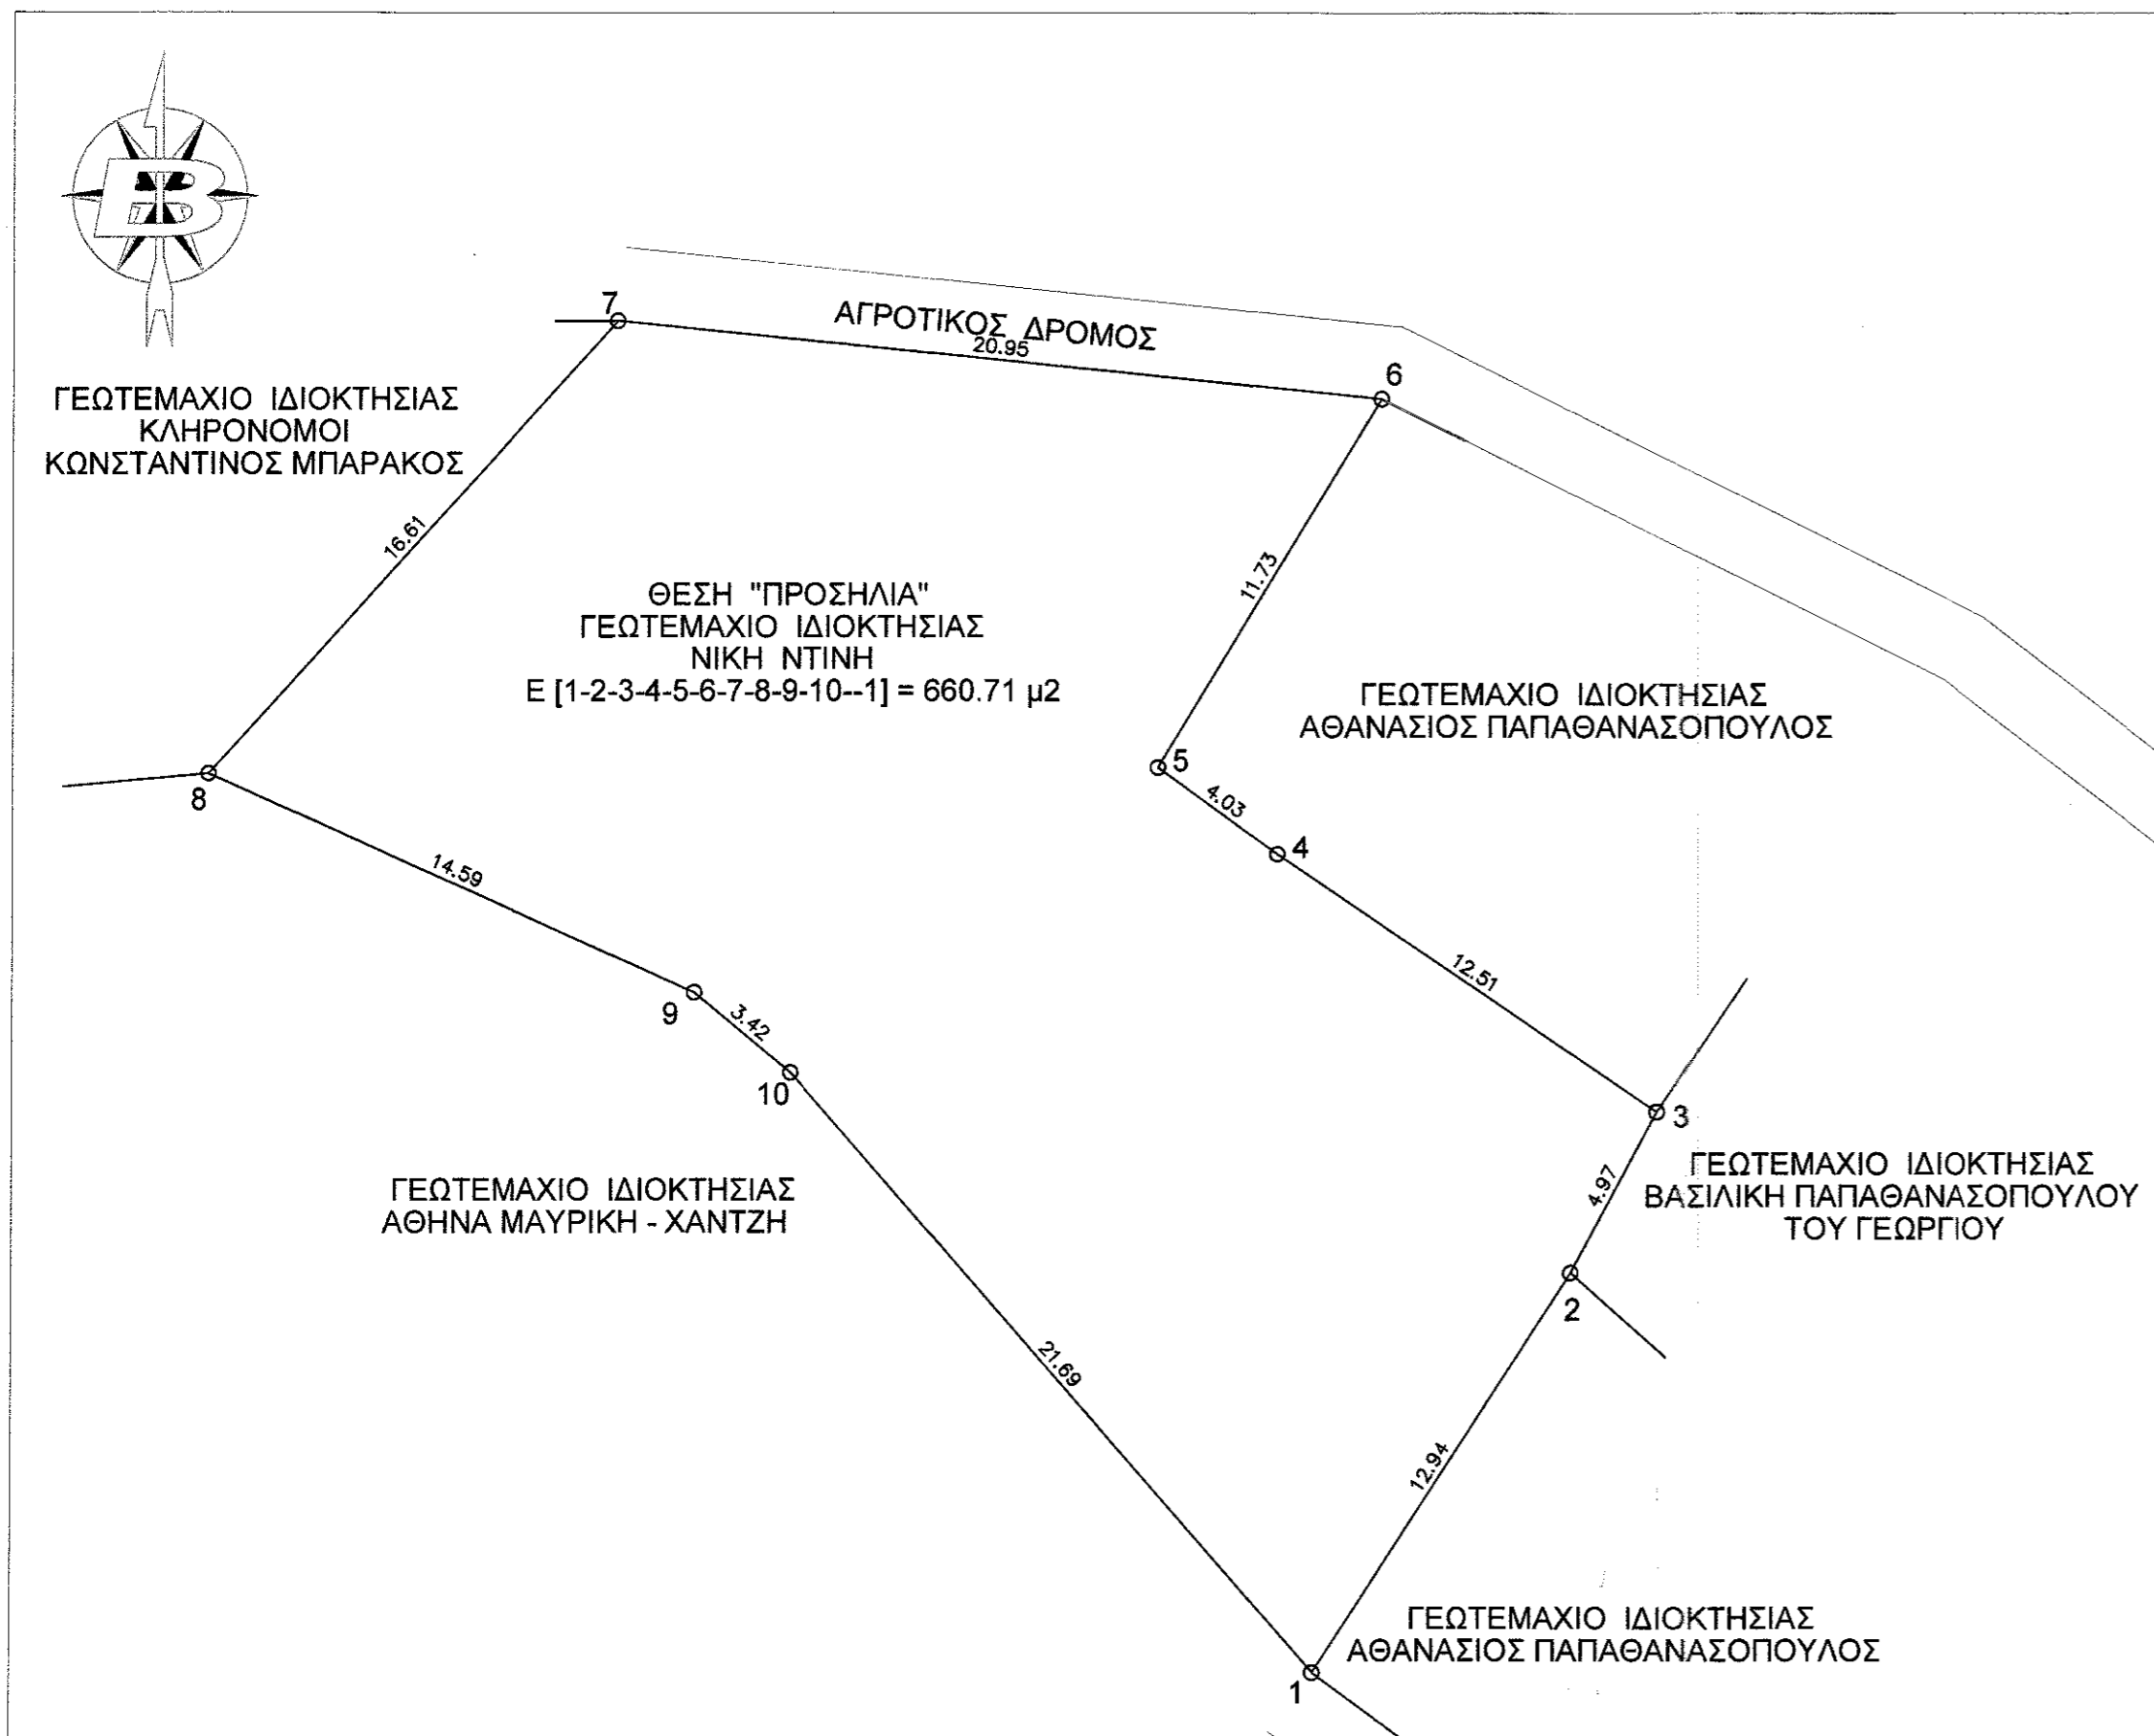 B
7
ΑΓΡΟΤΙΚΟΣ ΔΡΟΜΟΣ
20.95
6
ΓΕΩΤΕΜΑΧΙΟ ΙΔΙΟΚΤΗΣΙΑΣ
ΚΛΗΡΟΝΟΜΟΙ
ΚΩΝΣΤΑΝΤΙΝΟΣ ΜΠΑΡΑΚΟΣ
16.61
11.73
ΘΕΣΗ "ΠΡΟΣΗΛΙΑ"
ΓΕΩΤΕΜΑΧΙΟ ΙΔΙΟΚΤΗΣΙΑΣ
ΝΙΚΗ ΝΤΙΝΗ
Ε [1-2-3-4-5-6-7-8-9-10--1] = 660.71 μ2
ΓΕΩΤΕΜΑΧΙΟ ΙΔΙΟΚΤΗΣΙΑΣ
ΑΘΑΝΑΣΙΟΣ ΠΑΠΑΘΑΝΑΣΟΠΟΥΛΟΣ
5
8
4.03
4
14.59
12.51
9
3.42
10
3
ΓΕΩΤΕΜΑΧΙΟ ΙΔΙΟΚΤΗΣΙΑΣ
ΒΑΣΙΛΙΚΗ ΠΑΠΑΘΑΝΑΣΟΠΟΥΛΟΥ
ΤΟΥ ΓΕΩΡΓΙΟΥ
4.97
ΓΕΩΤΕΜΑΧΙΟ ΙΔΙΟΚΤΗΣΙΑΣ
ΑΘΗΝΑ ΜΑΥΡΙΚΗ - ΧΑΝΤΖΗ
2
21.69
12.94
ΓΕΩΤΕΜΑΧΙΟ ΙΔΙΟΚΤΗΣΙΑΣ
ΑΘΑΝΑΣΙΟΣ ΠΑΠΑΘΑΝΑΣΟΠΟΥΛΟΣ
1